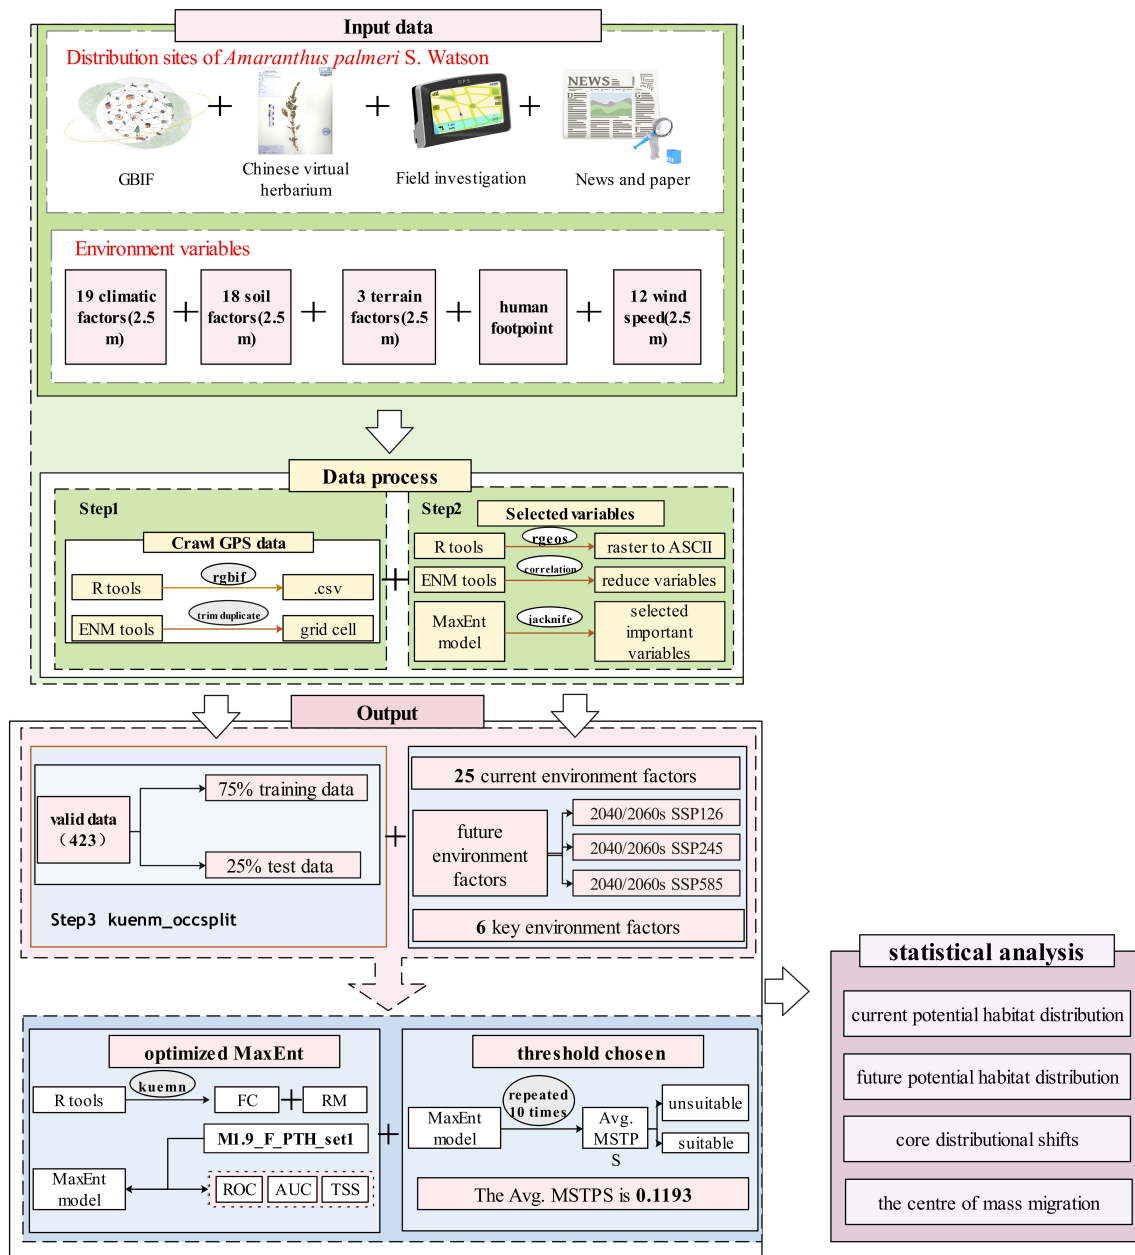 Input data
Distribution sites of Amaranthus palmeri S. Watson
NEWS
GPS
GBIF
Chinese virtual
herbarium
Field investigation
News and paper
Environment variables
19 climatic
factors(2.5
m)
18 soil
factors(2.5
m)
3 terrain
factors(2.5
m)
human
footpoint
12 wind
speed(2.5
m)
Data process
Step1
Crawl GPS data
R tools
rgbif
.csv
ENM tools
trim duplicate
grid cell
Step2
Selected variables
R tools
rgeos
raster to ASCII
ENM tools
correlation
reduce variables
MaxEnt
model
jacknife
selected
important
variables
Output
valid data
（423）
75% training data
25% test data
Step3 kuenm_occsplit
25 current environment factors
future
environment
factors
2040/2060s SSP126
2040/2060s SSP245
2040/2060s SSP585
6 key environment factors
optimized MaxEnt
R tools
kuemn
FC
RM
M1.9_F_PTH_set1
MaxEnt
model
ROC
AUC
TSS
threshold chosen
MaxEnt
model
repeated
10 times
Avg.
MSTP
S
unsuitable
suitable
The Avg. MSTPS is 0.1193
statistical analysis
current potential habitat distribution
future potential habitat distribution
core distributional shifts
the centre of mass migration